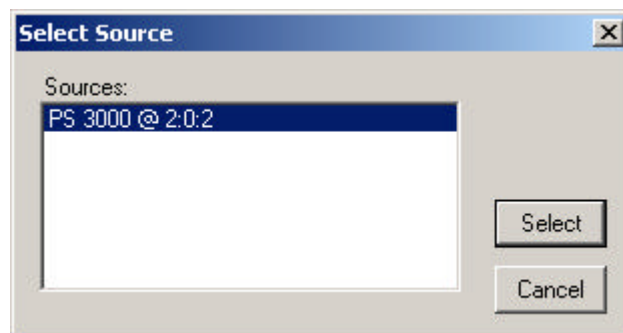 Select Source
Sources:
PS 3000 @ 2:0:2
Select
Cancel